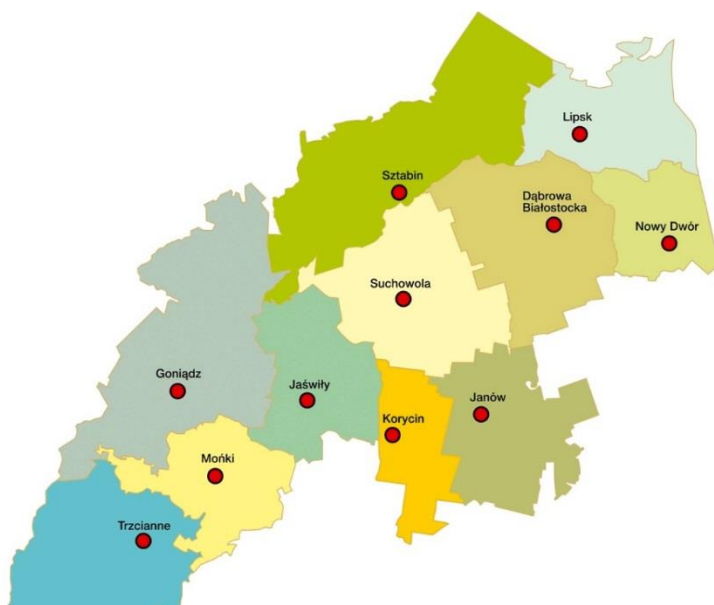 Lipsk
Sztabin
Dąbrowa
Białostocka
Nowy Dwór
Suchowola
Goniądz
Jaświły
Janów
Korycin
Mońki
Trzcianne